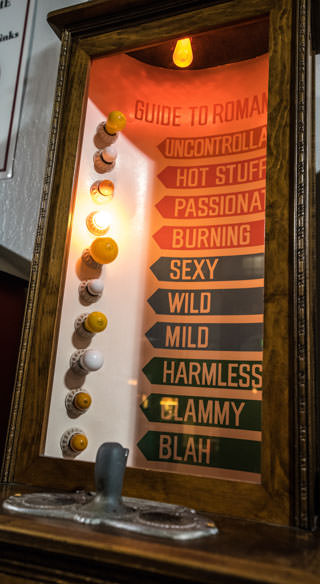 GUIDE TO ROMAN
UNCONTROLLA
HOT STUFF
PASSIONAT
BURNING
SEXY
WILD
MILD
HARMLESS
CLAMMY
BLAH